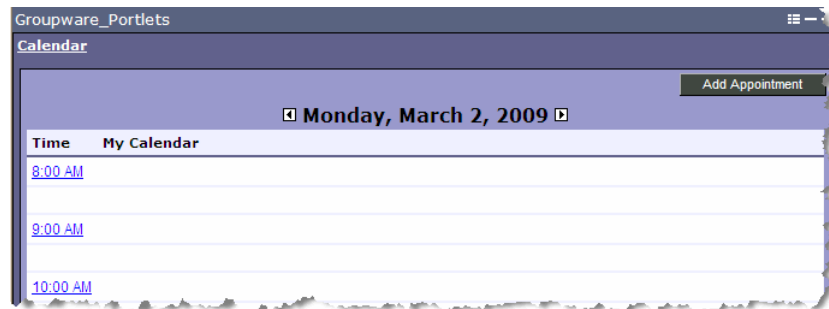 Groupware_Portlets
Calendar
Add Appointment
Monday, March 2, 2009
Time My Calendar
8:00 AM
9:00 AM
10:00 AM